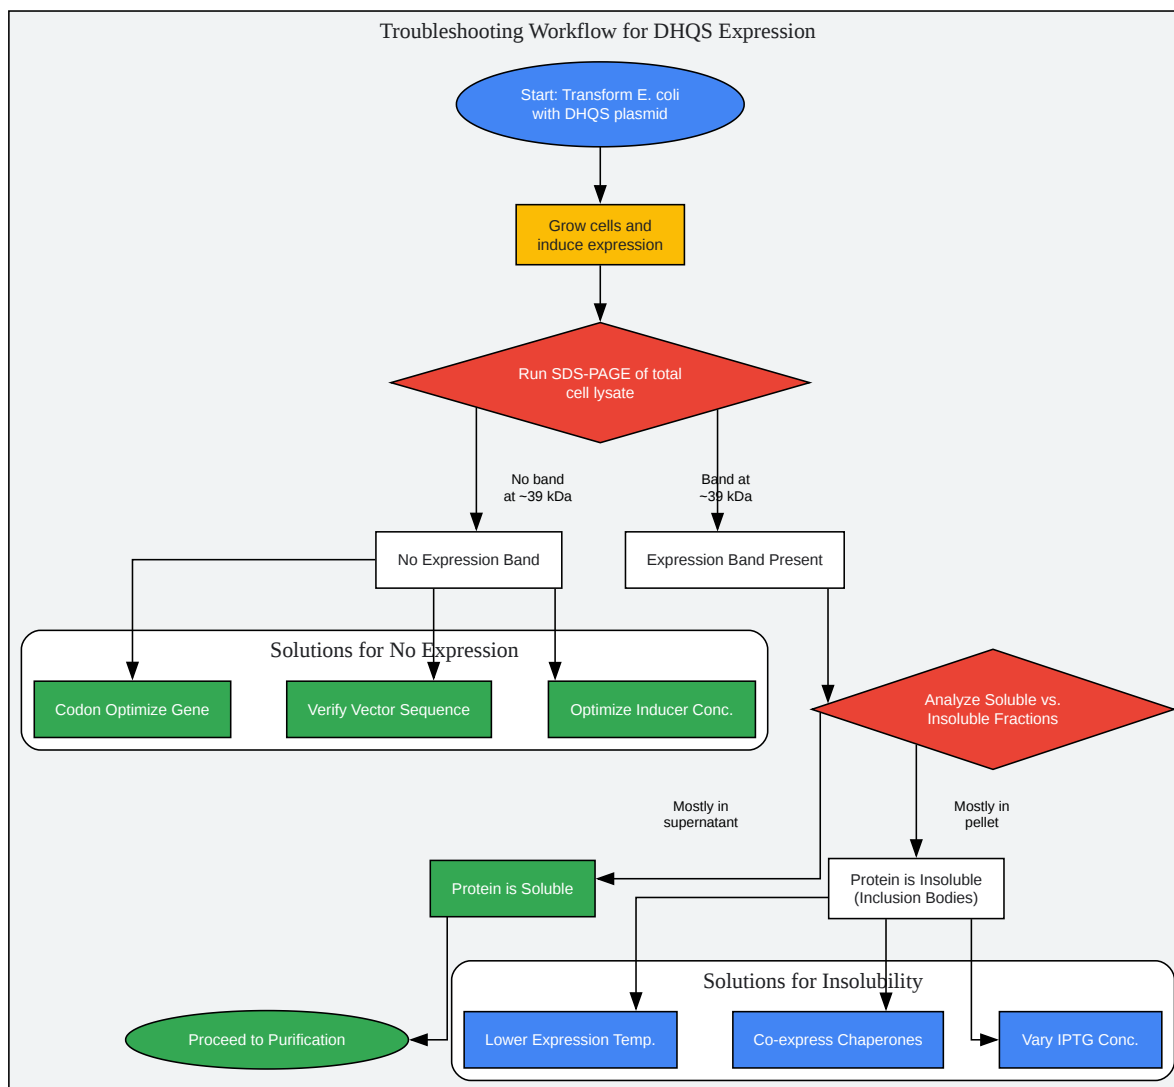 Troubleshooting Workflow for DHQS Expression
Start: Transform E. coli
with DHQS plasmid
Grow cells and
induce expression
Run SDS-PAGE of total
cell lysate
No band
at ~39 kDa
Band at
~39 kDa
No Expression Band
Expression Band Present
Solutions for No Expression
Codon Optimize Gene
Verify Vector Sequence
Optimize Inducer Conc.
Analyze Soluble vs.
Insoluble Fractions
Mostly in
supernatant
Mostly in
pellet
Protein is Soluble
Protein is Insoluble
(Inclusion Bodies)
Solutions for Insolubility
Proceed to Purification
Lower Expression Temp.
Co-express Chaperones
Vary IPTG Conc.